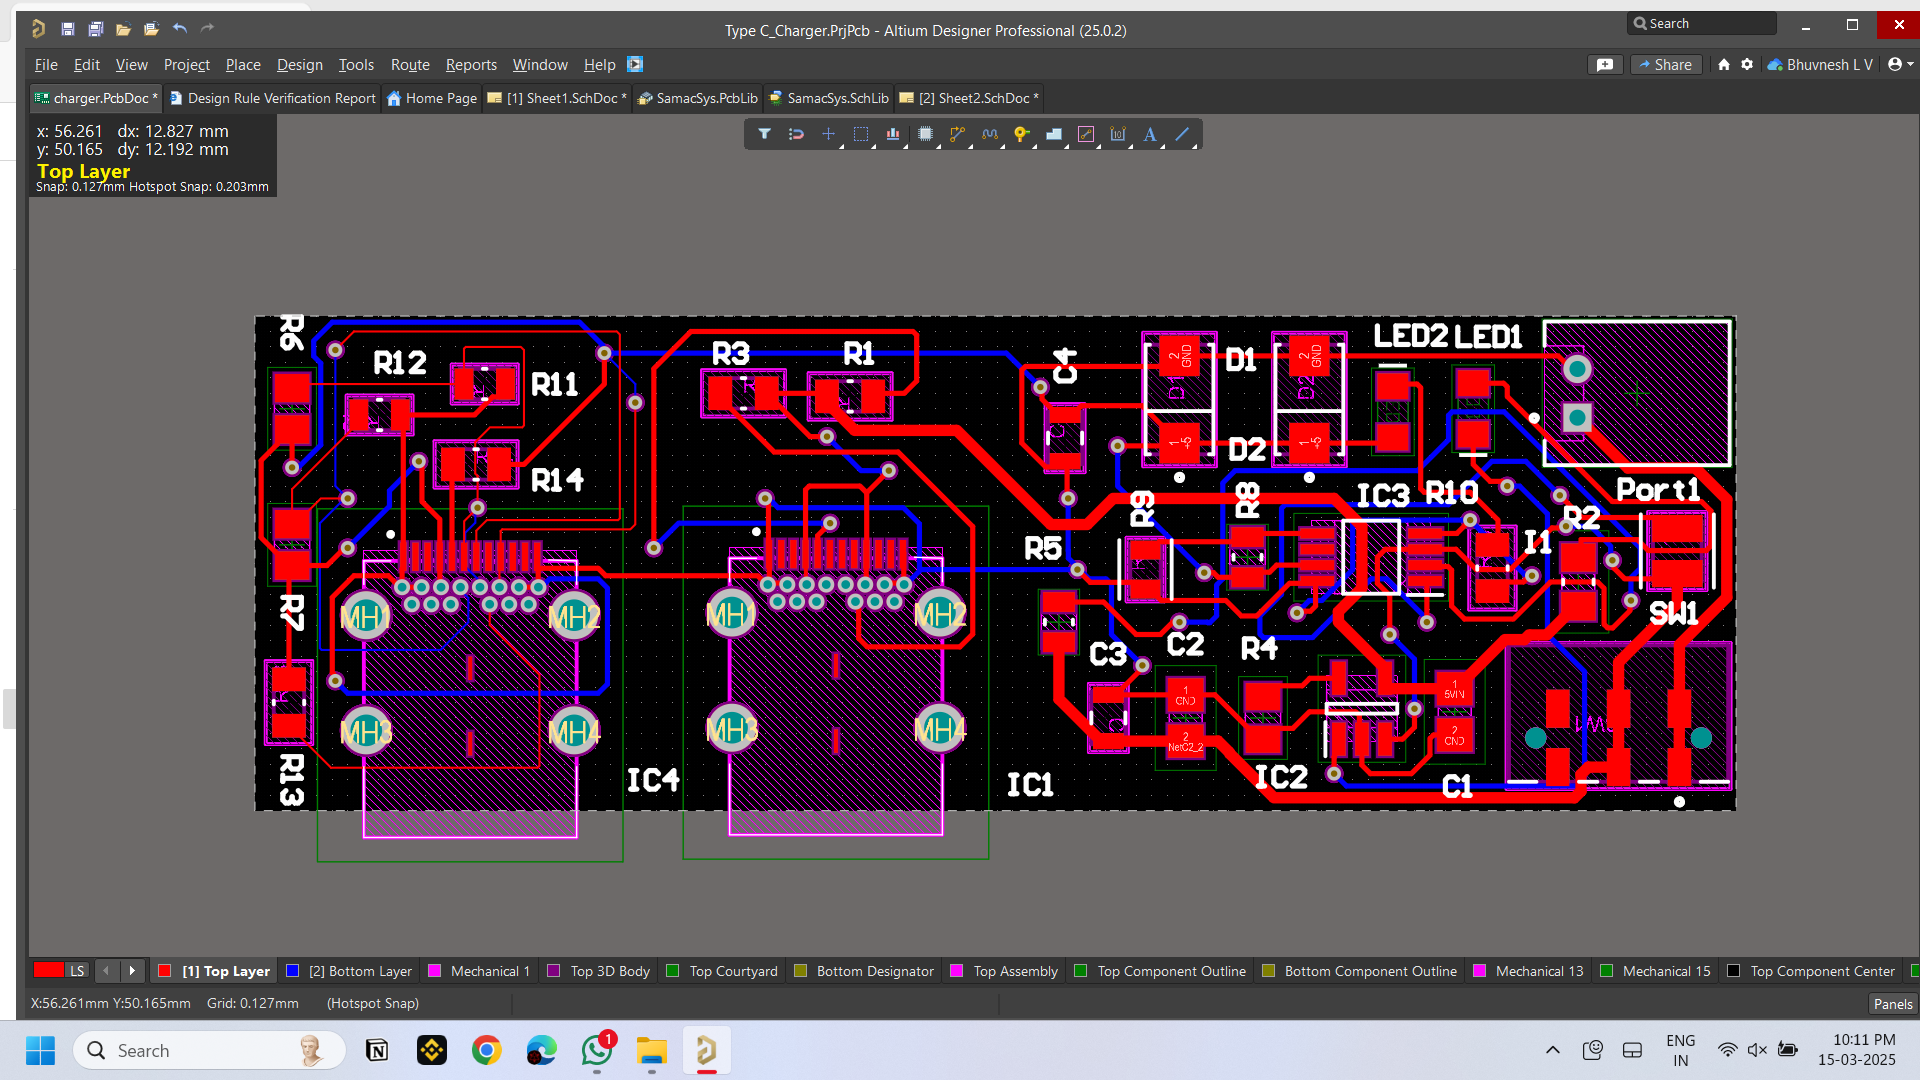 Type C_Charger.PrjPcb - Altium Designer Professional (25.0.2)
Search
File Edit View Project Place Design Tools Route Reports Window Help
Share
Bhuvnesh L V
charger.PcbDoc * Design Rule Verification Report Home Page [1] Sheet1.SchDoc * SamacSys.PcbLib SamacSys.SchLib [2] Sheet2.SchDoc *
x: 56.261 dx: 12.827 mm
y: 50.165 dy: 12.192 mm
Top Layer
Snap: 0.127mm Hotspot Snap: 0.203mm
R6
R12
R11
R14
R3
R1
C4
2 GND
D1
D1
2 GND
D2
LED2
LED1
1 +5
D2
1 +5
R9
R8
IC3
R10
Port1
R2
R5
I1
R7
MH1
MH2
MH1
MH2
SW1
C3
C2
R4
1
GND
5VIN
MH3
MH4
MH3
MH4
2
NetC2_2
2
GND
R13
IC4
IC1
IC2
C1
LS
[1] Top Layer [2] Bottom Layer Mechanical 1 Top 3D Body Top Courtyard Bottom Designator Top Assembly Top Component Outline Bottom Component Outline Mechanical 13 Mechanical 15 Top Component Center
X:56.261mm Y:50.165mm Grid: 0.127mm (Hotspot Snap)
Panels
Search
1
ENG
IN
10:11 PM
15-03-2025